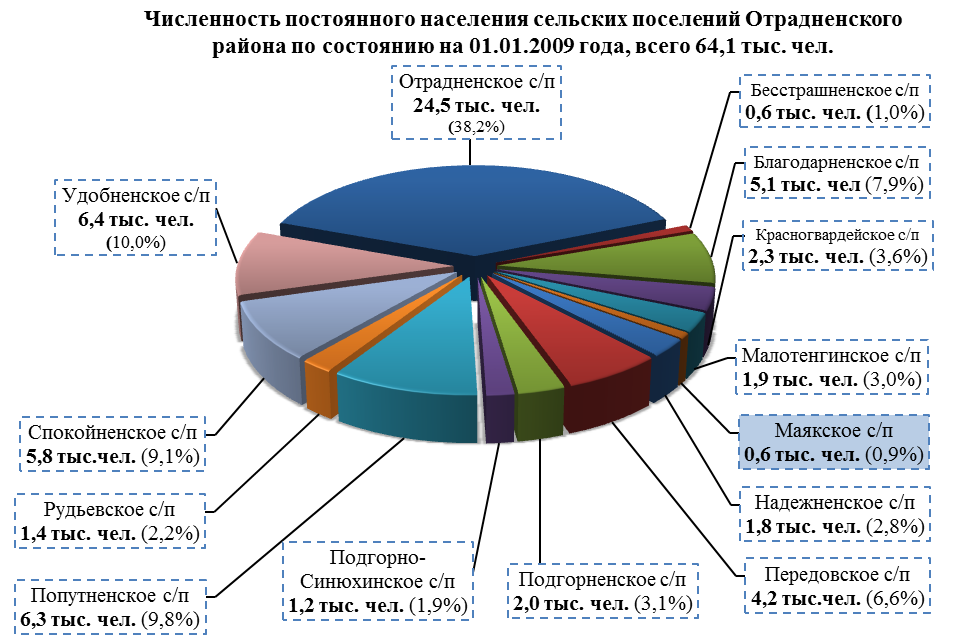 Численность постоянного населения сельских поселений Отрадненского
района по состоянию на 01.01.2009 года, всего 64,1 тыс. чел.
Отрадненское с/п
24,5 тыс. чел.
(38,2%)
Бесстрашненское с/п
0,6 тыс. чел. (1,0%)
Благодарненское с/п
5,1 тыс. чел (7,9%)
Красногвардейское с/п
2,3 тыс. чел. (3,6%)
Малотенгинское с/п
1,9 тыс. чел. (3,0%)
Маякское с/п
0,6 тыс. чел. (0,9%)
Надежненское с/п
1,8 тыс. чел. (2,8%)
Передовское с/п
4,2 тыс.чел. (6,6%)
Подгорненское с/п
2,0 тыс. чел. (3,1%)
Подгорно-
Синюхинское с/п
1,2 тыс. чел. (1,9%)
Попутненское с/п
6,3 тыс. чел. (9,8%)
Рудьевское с/п
1,4 тыс. чел. (2,2%)
Спокойненское с/п
5,8 тыс.чел. (9,1%)
Удобненское с/п
6,4 тыс. чел.
(10,0%)